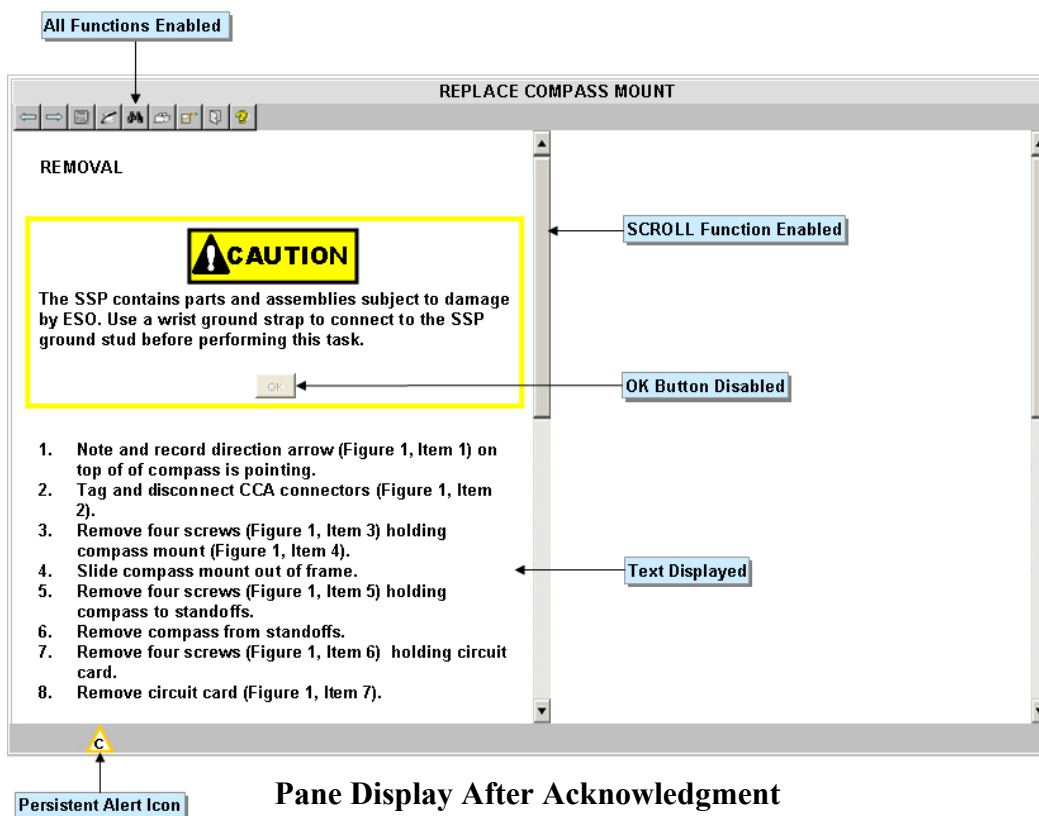 All Functions Enabled
REPLACE COMPASS MOUNT
REMOVAL
CAUTION
The SSP contains parts and assemblies subject to damage
by ESO. Use a wrist ground strap to connect to the SSP
ground stud before performing this task.
OK
SCROLL Function Enabled
OK Button Disabled
1. Note and record direction arrow (Figure 1, Item 1) on
top of of compass is pointing.
2. Tag and disconnect CCA connectors (Figure 1, Item
2).
3. Remove four screws (Figure 1, Item 3) holding
compass mount (Figure 1, Item 4).
4. Slide compass mount out of frame.
5. Remove four screws (Figure 1, Item 5) holding
compass to standoffs.
6. Remove compass from standoffs.
7. Remove four screws (Figure 1, Item 6) holding circuit
card.
8. Remove circuit card (Figure 1, Item 7).
Text Displayed
C
Persistent Alert Icon
Pane Display After Acknowledgment